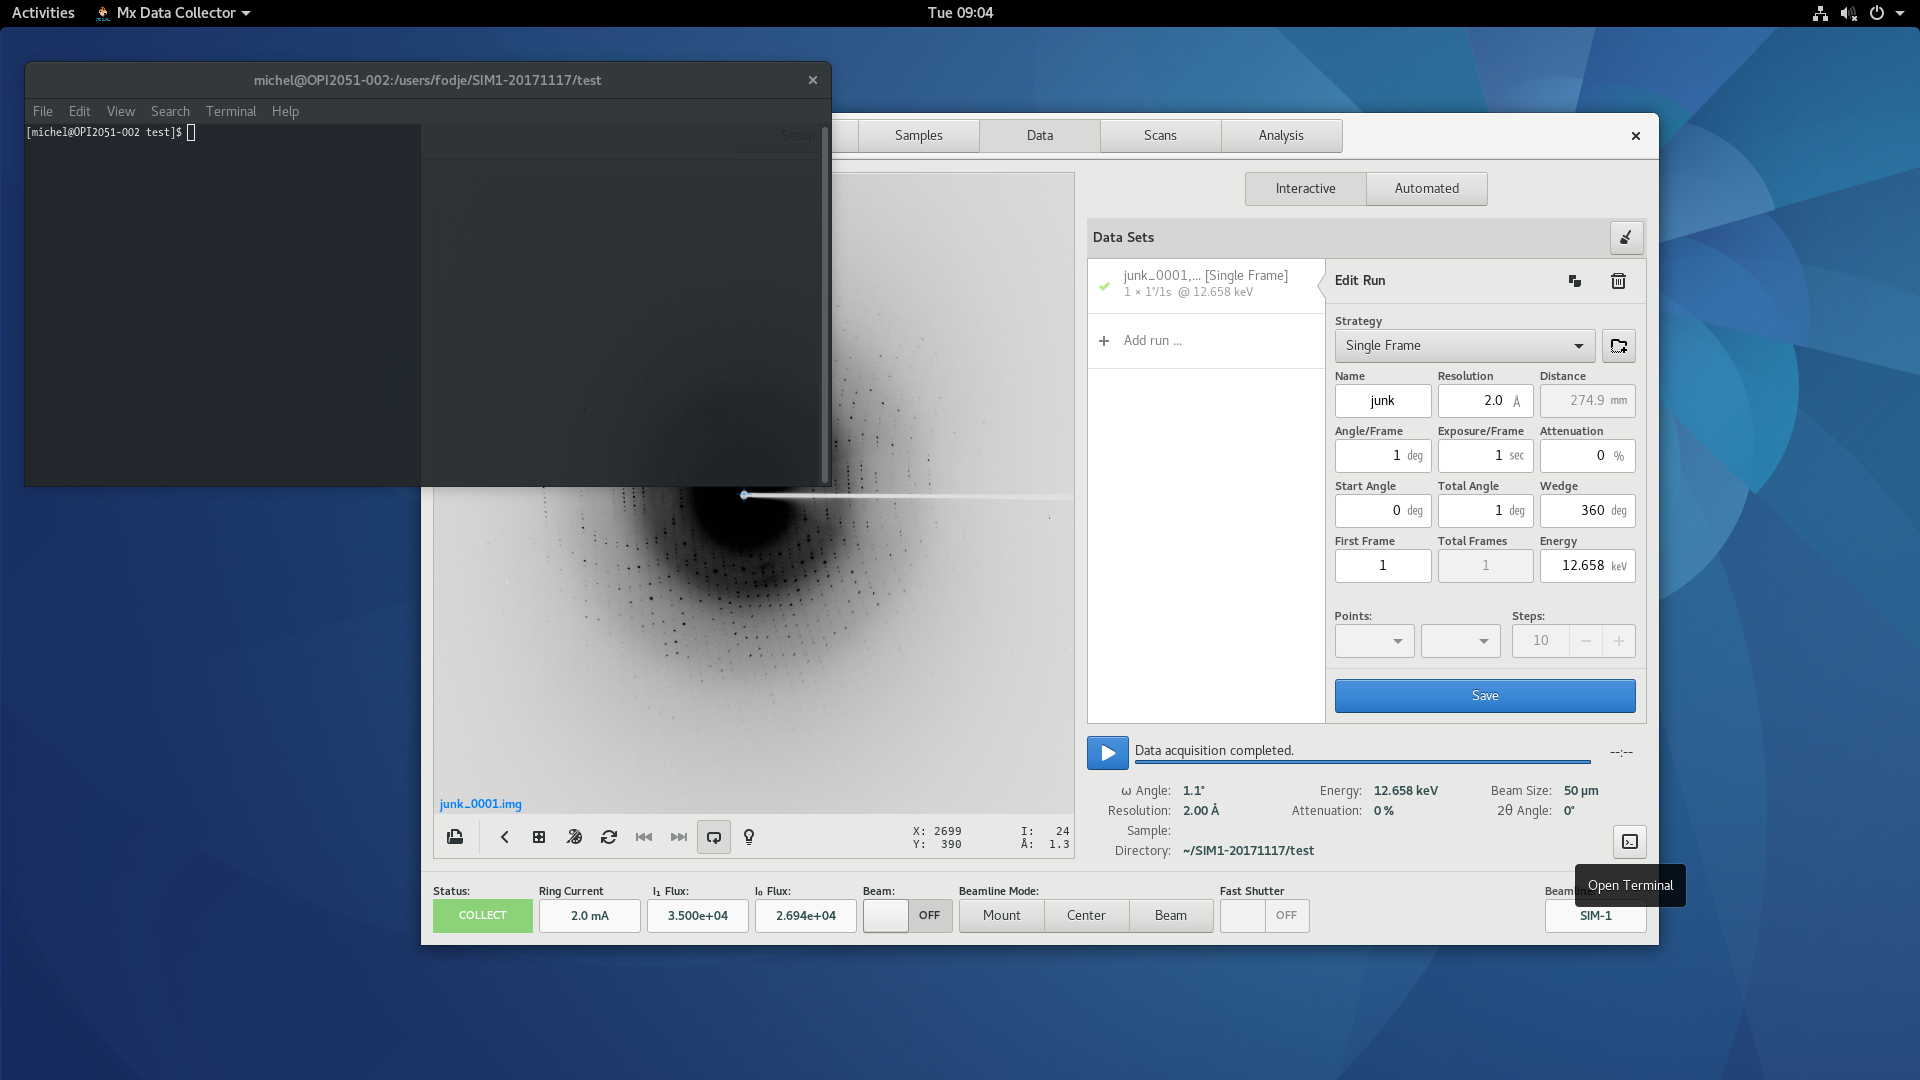 Activities Mx Data Collector Tue 09:04
michel@OPI2051-002:/users/fodje/SIM1-20171117/test
File Edit View Search Terminal Help
[michel@OPI2051-002 test]$
Setup Samples Data Scans Analysis
Interactive Automated
Data Sets
junk_0001,... [Single Frame]
1 × 1°/1s @ 12.658 keV
Add run ...
Edit Run
Strategy
Single Frame
Name Resolution Distance
junk 2.0 Å 274.9 mm
Angle/Frame Exposure/Frame Attenuation
1 deg 1 sec 0 %
Start Angle Total Angle Wedge
0 deg 1 deg 360 deg
First Frame Total Frames Energy
1 1 12.658 keV
Points: Steps:
10
Save
Data acquisition completed. --:--
ω Angle: 1.1° Energy: 12.658 keV Beam Size: 50 µm
Resolution: 2.00 Å Attenuation: 0 % 2θ Angle: 0°
Sample:
Directory: ~/SIM1-20171117/test
junk_0001.img
X: 2699 I: 24
Y: 390 Å: 1.3
Open Terminal
Status: Ring Current I₁ Flux: I₀ Flux: Beam: Beamline Mode: Fast Shutter
COLLECT 2.0 mA 3.500e+04 2.694e+04 OFF Mount Center Beam OFF SIM-1